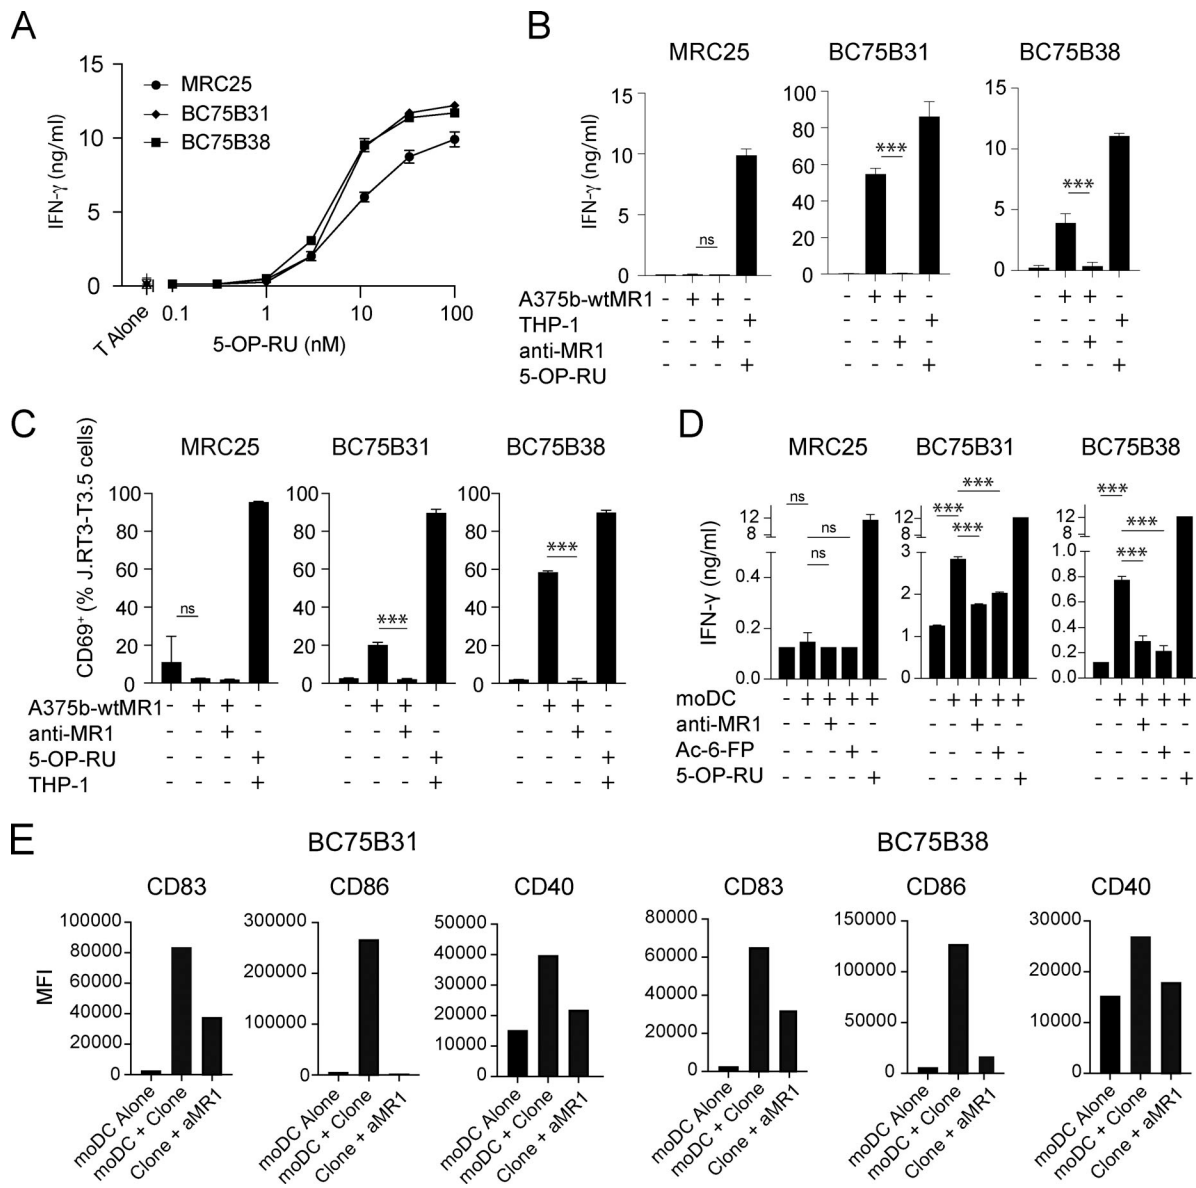 A
15
10
5
0
IFN-γ (ng/ml)
MRC25
BC75B31
BC75B38
T Alone
0.1 1 10 100
5-OP-RU (nM)
B
MRC25 BC75B31 BC75B38
IFN-γ (ng/ml)
15
10
5
0
ns
100
80
60
40
20
0
***
15
10
5
0
***
A375b-wtMR1 - + + - - + + - - + + -
THP-1 - - - + - - - + - - - +
anti-MR1 - - + - - - + - - - + -
5-OP-RU - - - + - - - + - - - +
C
MRC25 BC75B31 BC75B38
CD69⁺ (% J.RT3-T3.5 cells)
100
80
60
40
20
0
ns
100
80
60
40
20
0
***
100
80
60
40
20
0
***
A375b-wtMR1 - + + - - + + - - + + -
anti-MR1 - - + - - - + - - - + -
5-OP-RU - - - + - - - + - - - +
THP-1 - - - + - - - + - - - +
D
MRC25 BC75B31 BC75B38
IFN-γ (ng/ml)
12
8
0.4
0.2
0.0
ns
ns
ns
12
8
3
2
1
0
***
***
***
12
8
1.0
0.8
0.6
0.4
0.2
0.0
***
***
***
moDC - + + + + - + + + + - + + + +
anti-MR1 - - + - - - - + - - - - + - -
Ac-6-FP - - - + - - - - + - - - - + -
5-OP-RU - - - - + - - - - + - - - - +
E
BC75B31 BC75B38
MFI
CD83
100000
80000
60000
40000
20000
0
moDC Alone
moDC + Clone
Clone + aMR1
CD86
300000
200000
100000
0
moDC Alone
moDC + Clone
Clone + aMR1
CD40
50000
40000
30000
20000
10000
0
moDC Alone
moDC + Clone
Clone + aMR1
CD83
80000
60000
40000
20000
0
moDC Alone
moDC + Clone
Clone + aMR1
CD86
150000
100000
50000
0
moDC Alone
moDC + Clone
Clone + aMR1
CD40
30000
20000
10000
0
moDC Alone
moDC + Clone
Clone + aMR1